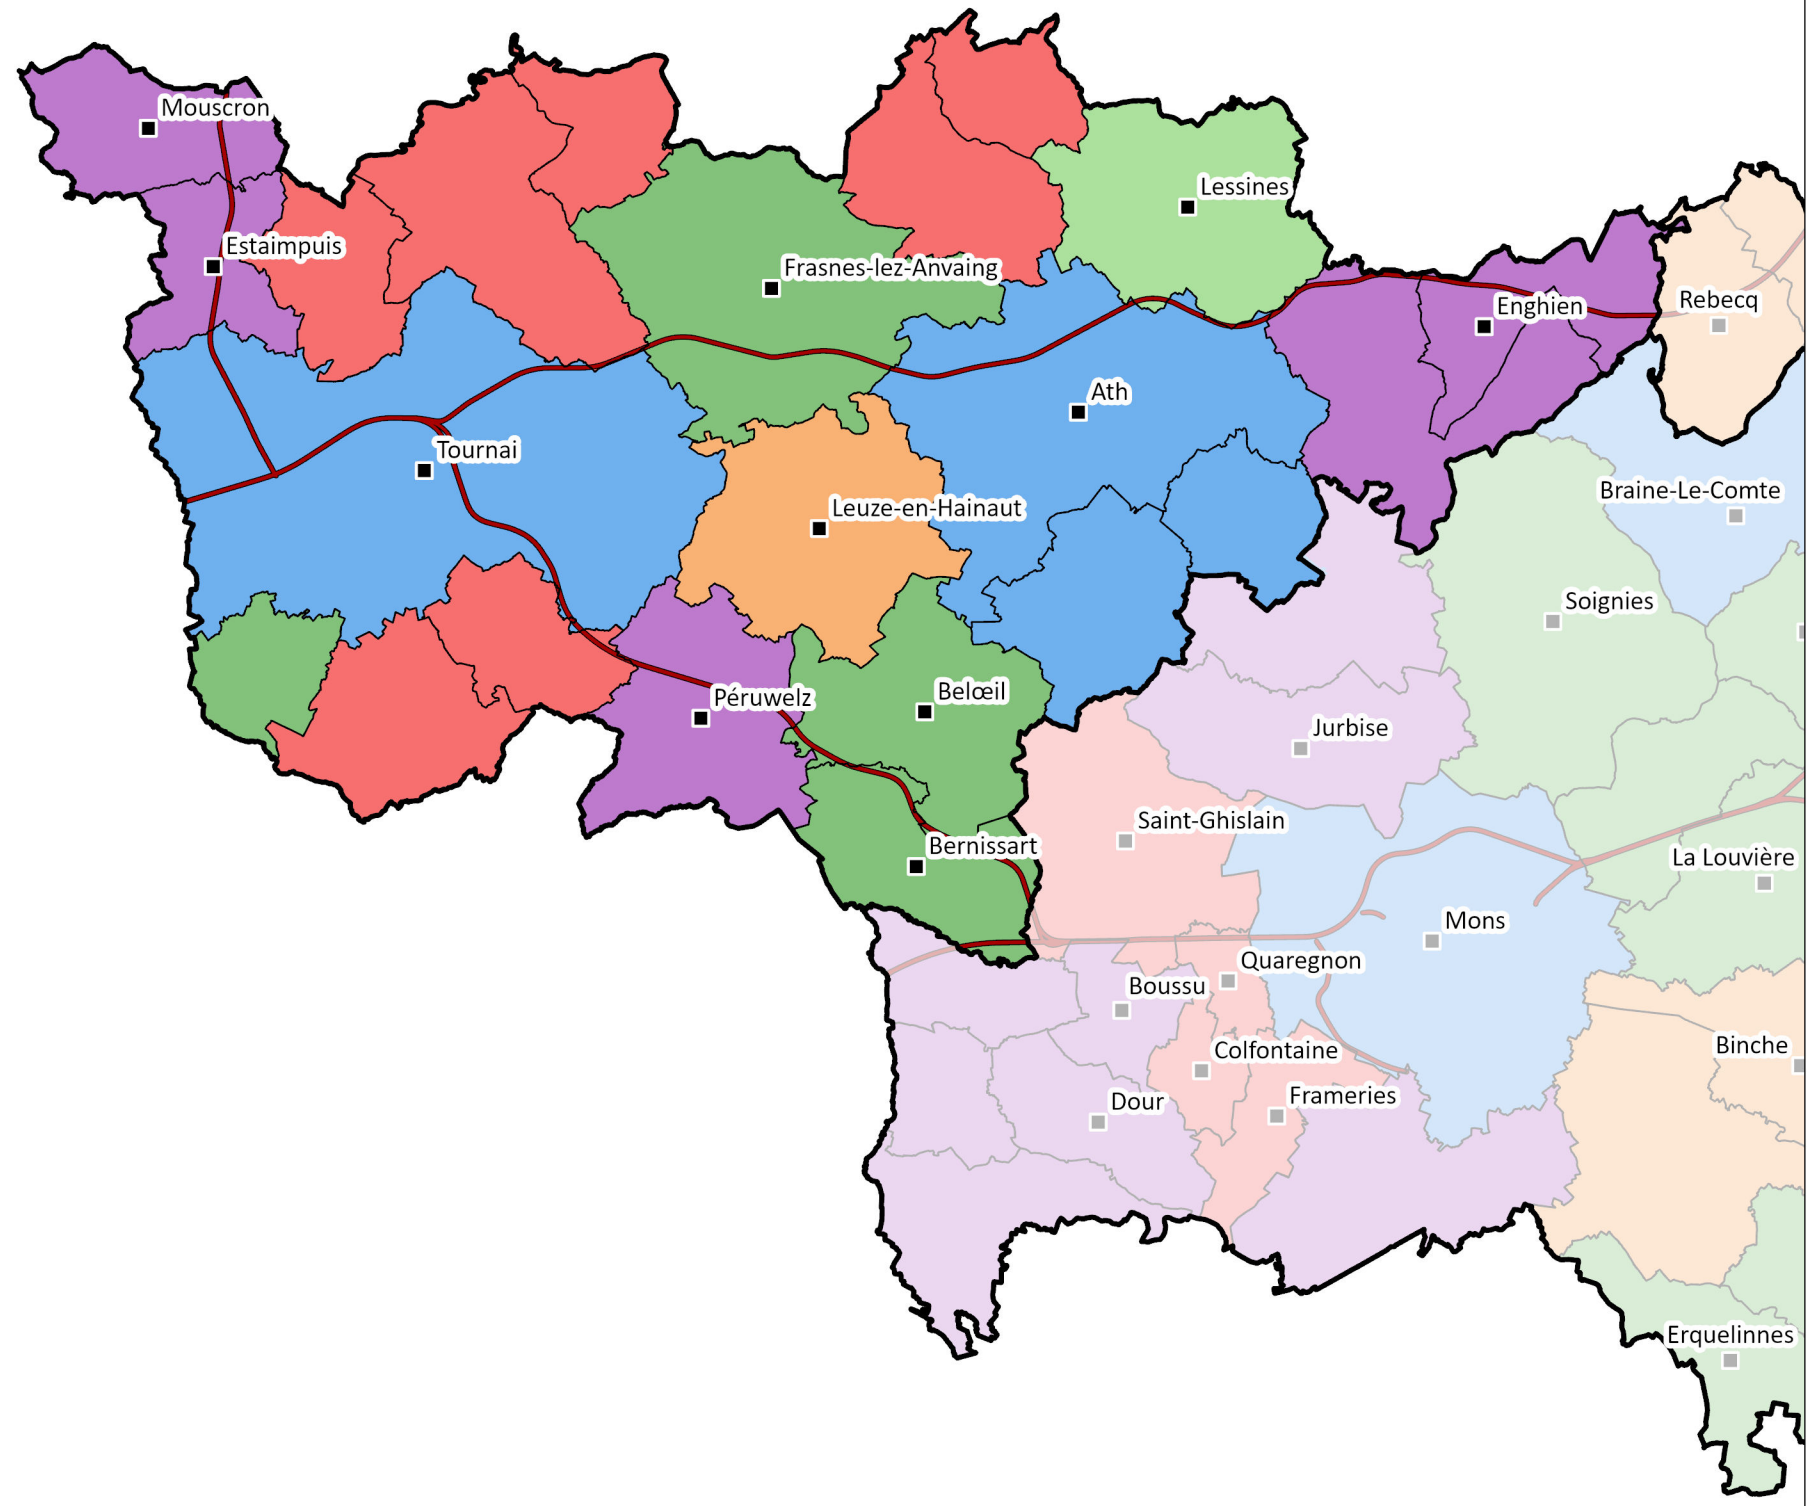 Mouscron
Lessines
Estaimpuis
Frasnes-lez-Anvaing
Rebecq
Enghien
Ath
Tournai
Braine-Le-Comte
Leuze-en-Hainaut
Soignies
Belœil
Péruwelz
Jurbise
Saint-Ghislain
Bernissart
La Louvière
Mons
Quaregnon
Boussu
Binche
Colfontaine
Frameries
Dour
Erquelinnes